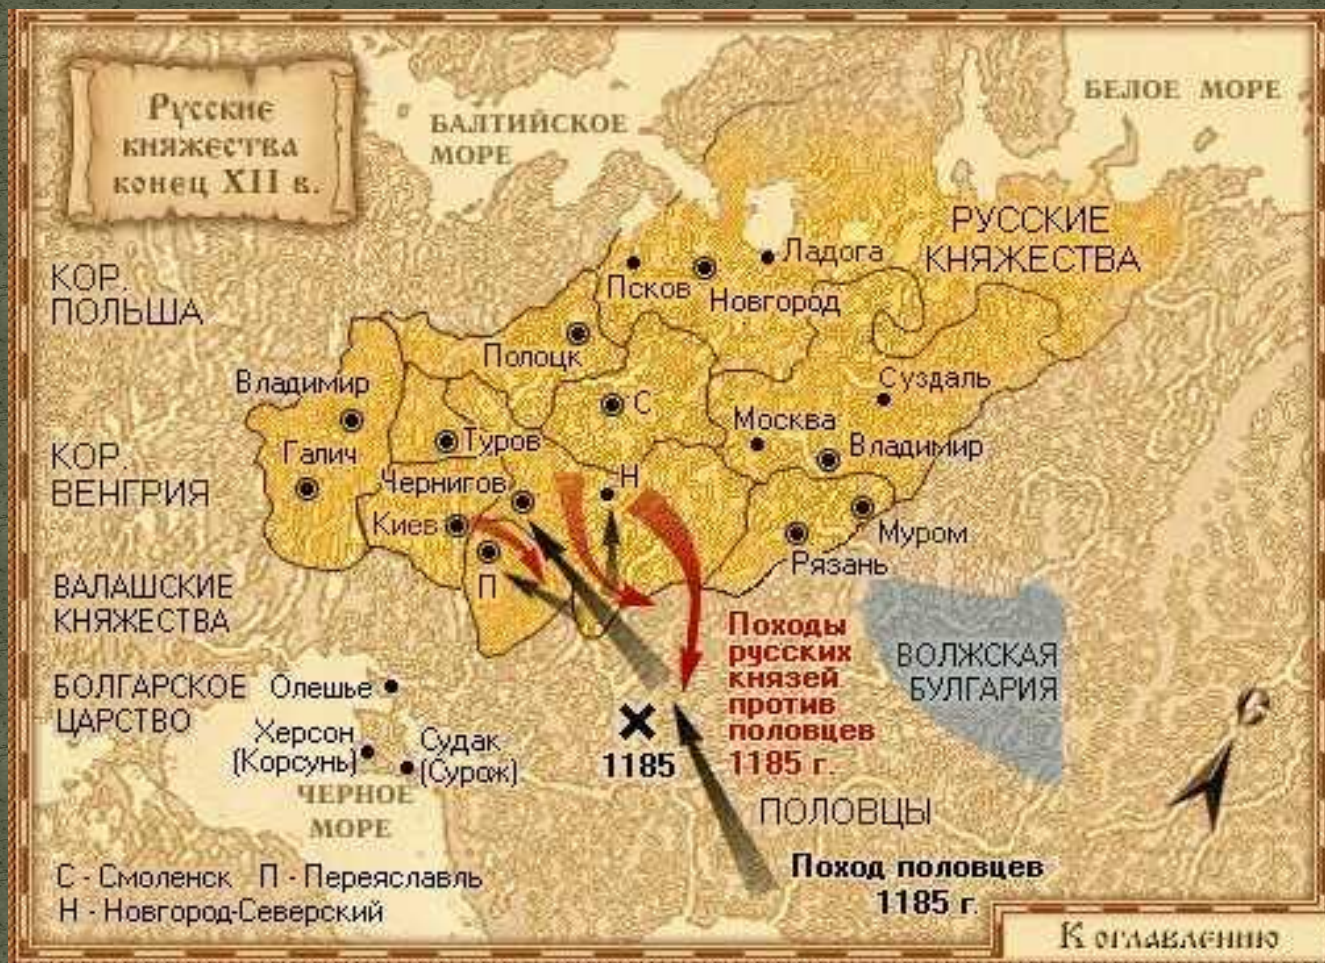 Русские
княжества
конец XII в.
БАЛТИЙСКОЕ
МОРЕ
БЕЛОЕ МОРЕ
РУССКИЕ
КНЯЖЕСТВА
КОР.
ПОЛЬША
Ладога
Псков
Новгород
Полоцк
Владимир
Суздаль
С
Москва
Туров
Владимир
Галич
КОР.
ВЕНГРИЯ
Чернигов
Н
Киев
Муром
Рязань
П
ВАЛАШСКИЕ
КНЯЖЕСТВА
Походы
русских
князей
против
половцев
1185 г.
ВОЛЖСКАЯ
БУЛГАРИЯ
БОЛГАРСКОЕ
ЦАРСТВО
Олешье
Херсон
(Корсунь)
Судак
(Сурож)
1185
С
ЧЕРНОЕ
МОРЕ
ПОЛОВЦЫ
Поход половцев
1185 г.
С - Смоленск П - Переяславль
Н - Новгород-Северский
К оглавлению